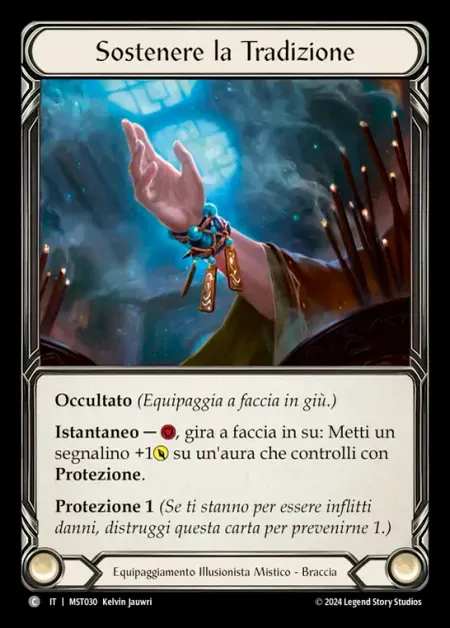 Sostenere la Tradizione
Occultato (Equipaggia a faccia in giù.)
Istantaneo — , gira a faccia in su: Metti un
segnalino +1 su un'aura che controlli con
Protezione.
Protezione 1 (Se ti stanno per essere inflitti
danni, distruggi questa carta per prevenirne 1.)
Equipaggiamento Illusionista Mistico - Braccia
C IT | MST030 Kelvin Jauwri
© 2024 Legend Story Studios